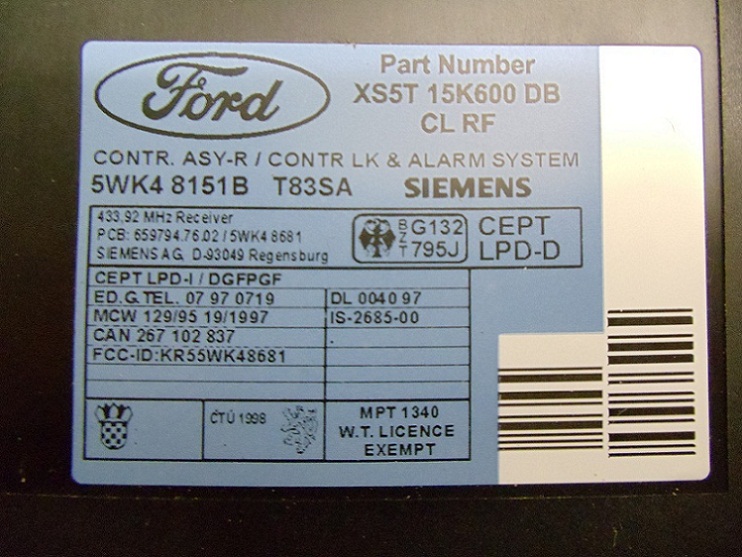 Ford
Part Number
XS5T 15K600 DB
CL RF
CONTR. ASY-R / CONTR LK & ALARM SYSTEM
5WK4 8151B T83SA SIEMENS
433,92 MHz Receiver
PCB: 659794.76.02 / 5WK4 8681
SIEMENS AG, D-93049 Regensburg
BZT G132
795J
CEPT
LPD-D
CEPT LPD-I / DGFPGF
ED.G.TEL. 07 97 0719 DL 0040 97
MCW 129/95 19/1997 IS-2685-00
CAN 267 102 837
FCC-ID:KR55WK48681
ČTÚ 1998
MPT 1340
W.T. LICENCE
EXEMPT